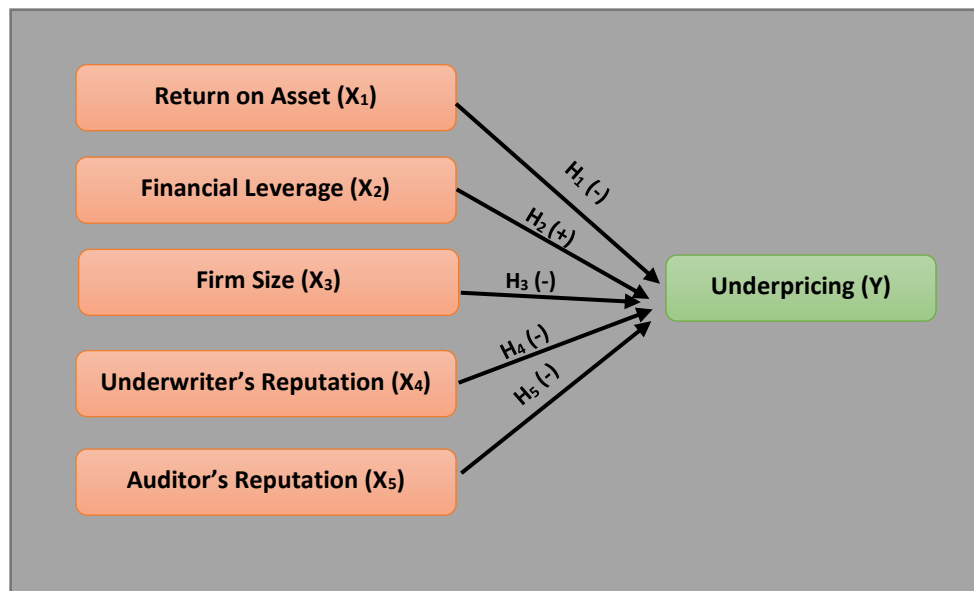 Return on Asset (X₁)
H₁ (-)
Financial Leverage (X₂)
H₂ (+)
Firm Size (X₃)
H₃ (-)
Underpricing (Y)
H₄ (-)
Underwriter’s Reputation (X₄)
H₅ (-)
Auditor’s Reputation (X₅)